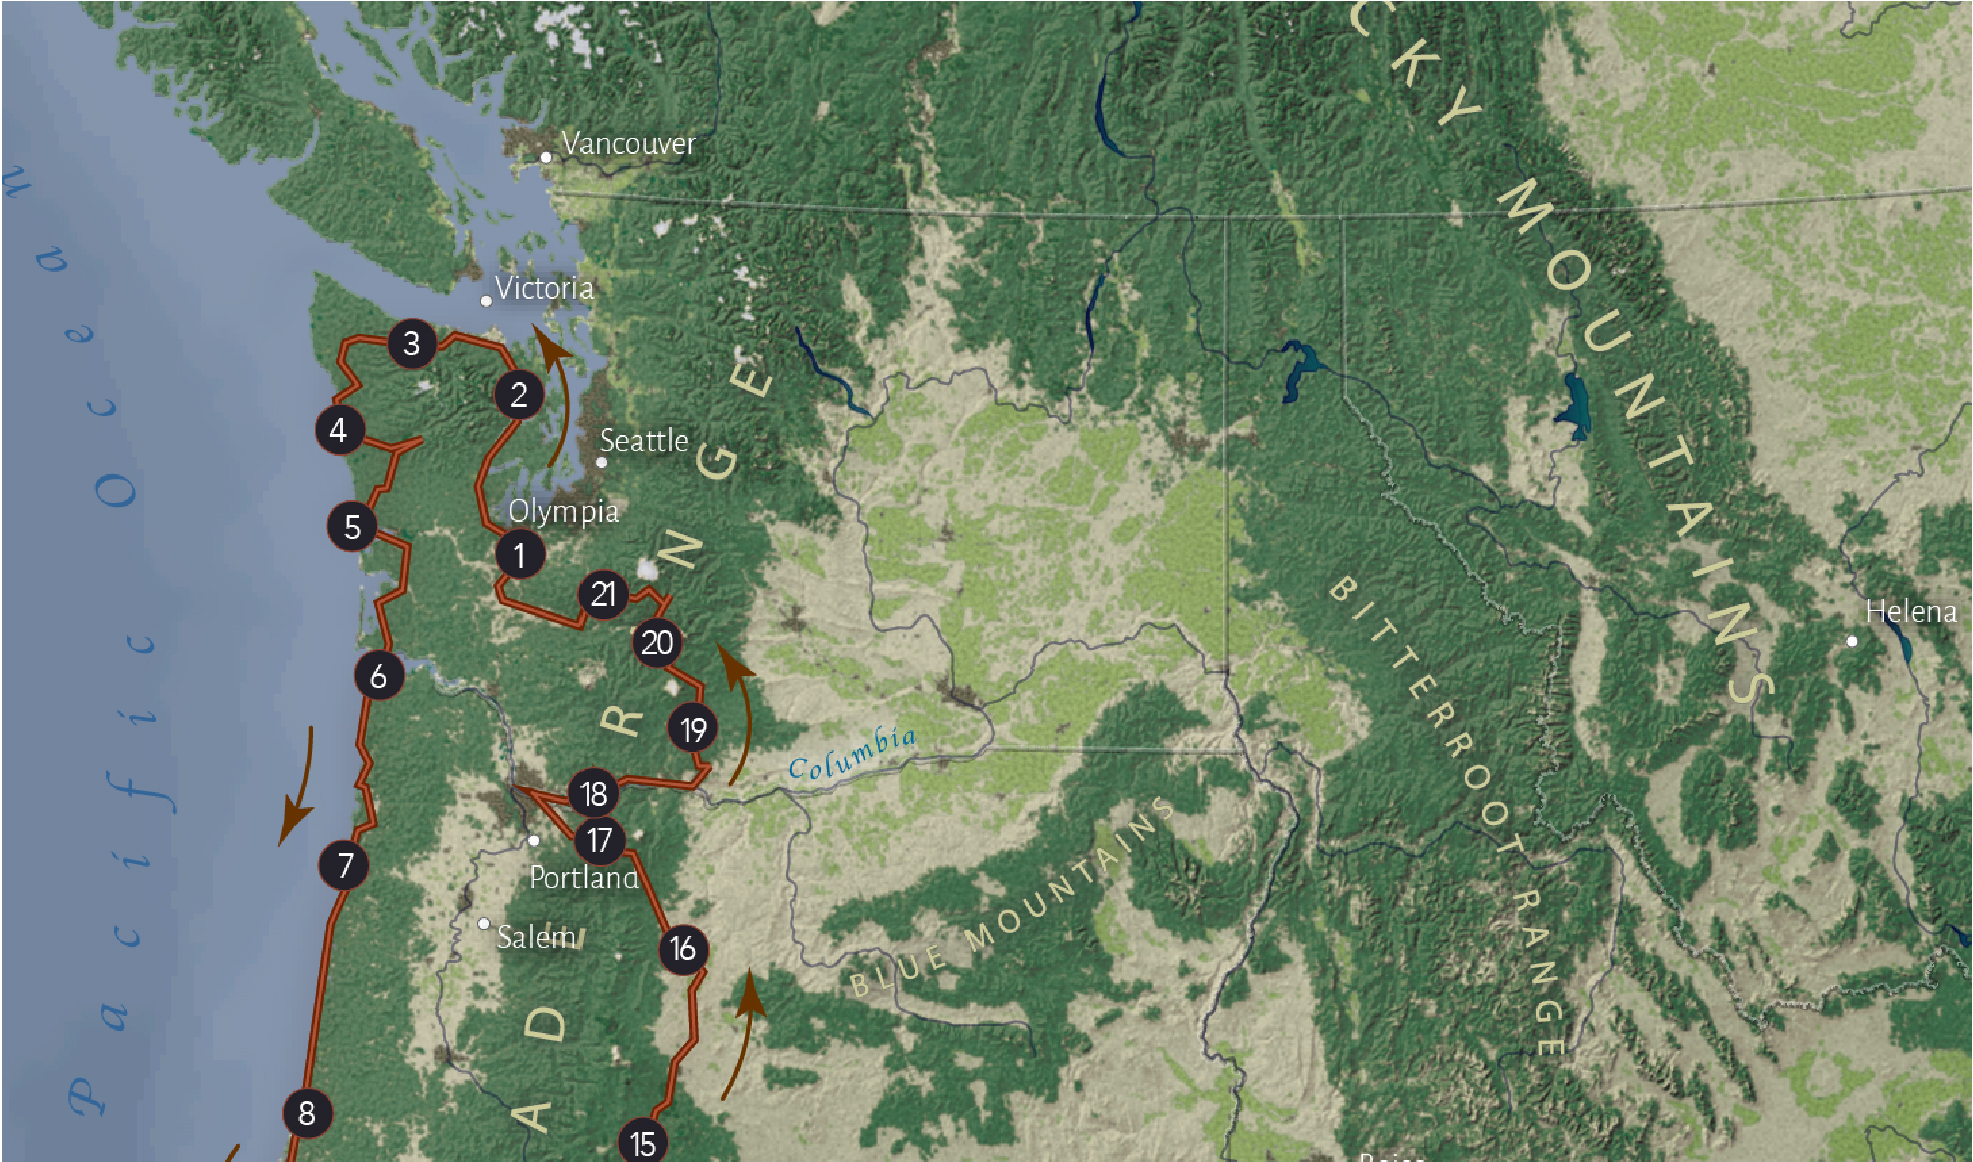 CKY MOUNTAINS
Vancouver
Victoria
3
2
4
Seattle
Olympia
5
1
21
20
6
19
18
17
Portland
7
Salem
16
8
15
Helena
Pacific Ocean
Columbia
BITTERROOT RANGE
BLUE MOUNTAINS
ADE RANGE